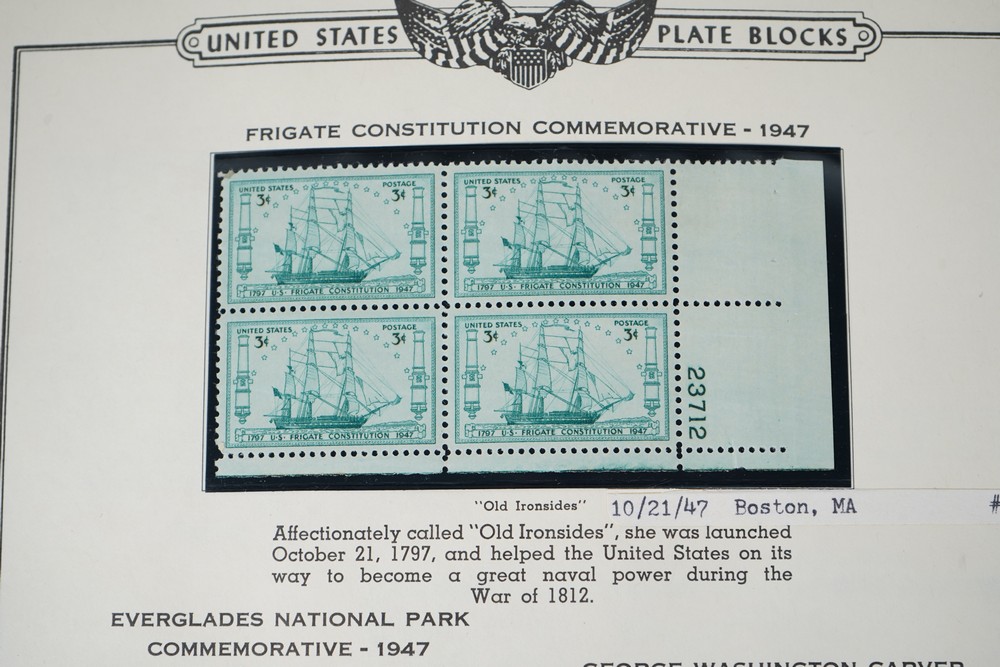 UNITED STATES PLATE BLOCKS
FRIGATE CONSTITUTION COMMEMORATIVE - 1947
UNITED STATES POSTAGE
3¢ 3¢
1797 U·S· FRIGATE CONSTITUTION 1947
UNITED STATES POSTAGE
3¢ 3¢
1797 U·S· FRIGATE CONSTITUTION 1947
UNITED STATES POSTAGE
3¢ 3¢
1797 U·S· FRIGATE CONSTITUTION 1947
UNITED STATES POSTAGE
3¢ 3¢
1797 U·S· FRIGATE CONSTITUTION 1947
23712
"Old Ironsides"
10/21/47 Boston, MA #
Affectionately called "Old Ironsides", she was launched
October 21, 1797, and helped the United States on its
way to become a great naval power during the
War of 1812.
EVERGLADES NATIONAL PARK
COMMEMORATIVE - 1947
GEORGE WASHINGTON CARVER